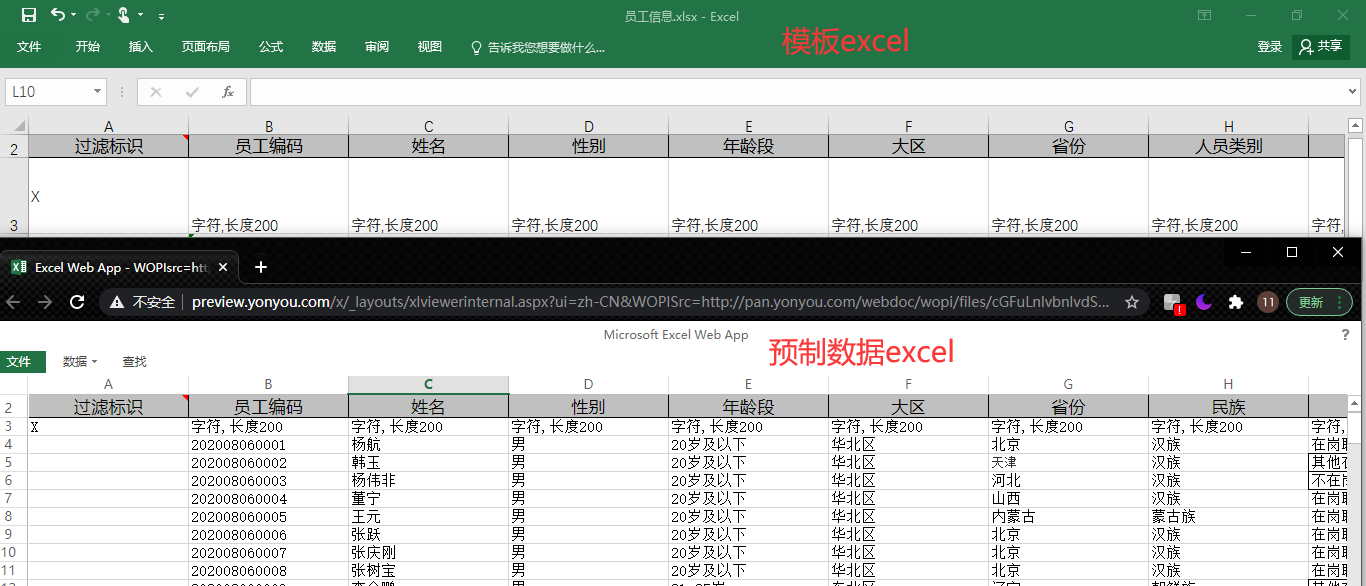 员工信息.xlsx - Excel
文件 开始 插入 页面布局 公式 数据 审阅 视图 告诉我您想要做什么... 登录 共享
模板excel
L10 fx
A B C D E F G H
2 过滤标识 员工编码 姓名 性别 年龄段 大区 省份 人员类别
3 X 字符,长度200 字符,长度200 字符,长度200 字符,长度200 字符,长度200 字符,长度200 字符,长度200 字符,
Excel Web App - WOPIsrc=htt
不安全 preview.yonyou.com/x/_layouts/xlviewerinternal.aspx?ui=zh-CN&WOPISrc=http://pan.yonyou.com/webdoc/wopi/files/cGFuLnlvbnlvdS... 11 更新
Microsoft Excel Web App ?
预制数据excel
文件 数据 查找
A B C D E F G H
2 过滤标识 员工编码 姓名 性别 年龄段 大区 省份 民族
3 X 字符,长度200 字符,长度200 字符,长度200 字符,长度200 字符,长度200 字符,长度200 字符,长度200 字符,
4 202008060001 杨航 男 20岁及以下 华北区 北京 汉族 在岗
5 202008060002 韩玉 男 20岁及以下 华北区 天津 汉族 其他
6 202008060003 杨伟非 男 20岁及以下 华北区 河北 汉族 不在
7 202008060004 董宁 男 20岁及以下 华北区 山西 汉族 在岗
8 202008060005 王元 男 20岁及以下 华北区 内蒙古 蒙古族 在岗
9 202008060006 张跃 男 20岁及以下 华北区 北京 汉族 在岗
10 202008060007 张庆刚 男 20岁及以下 华北区 北京 汉族 在岗
11 202008060008 张树宝 男 20岁及以下 华北区 北京 汉族 在岗